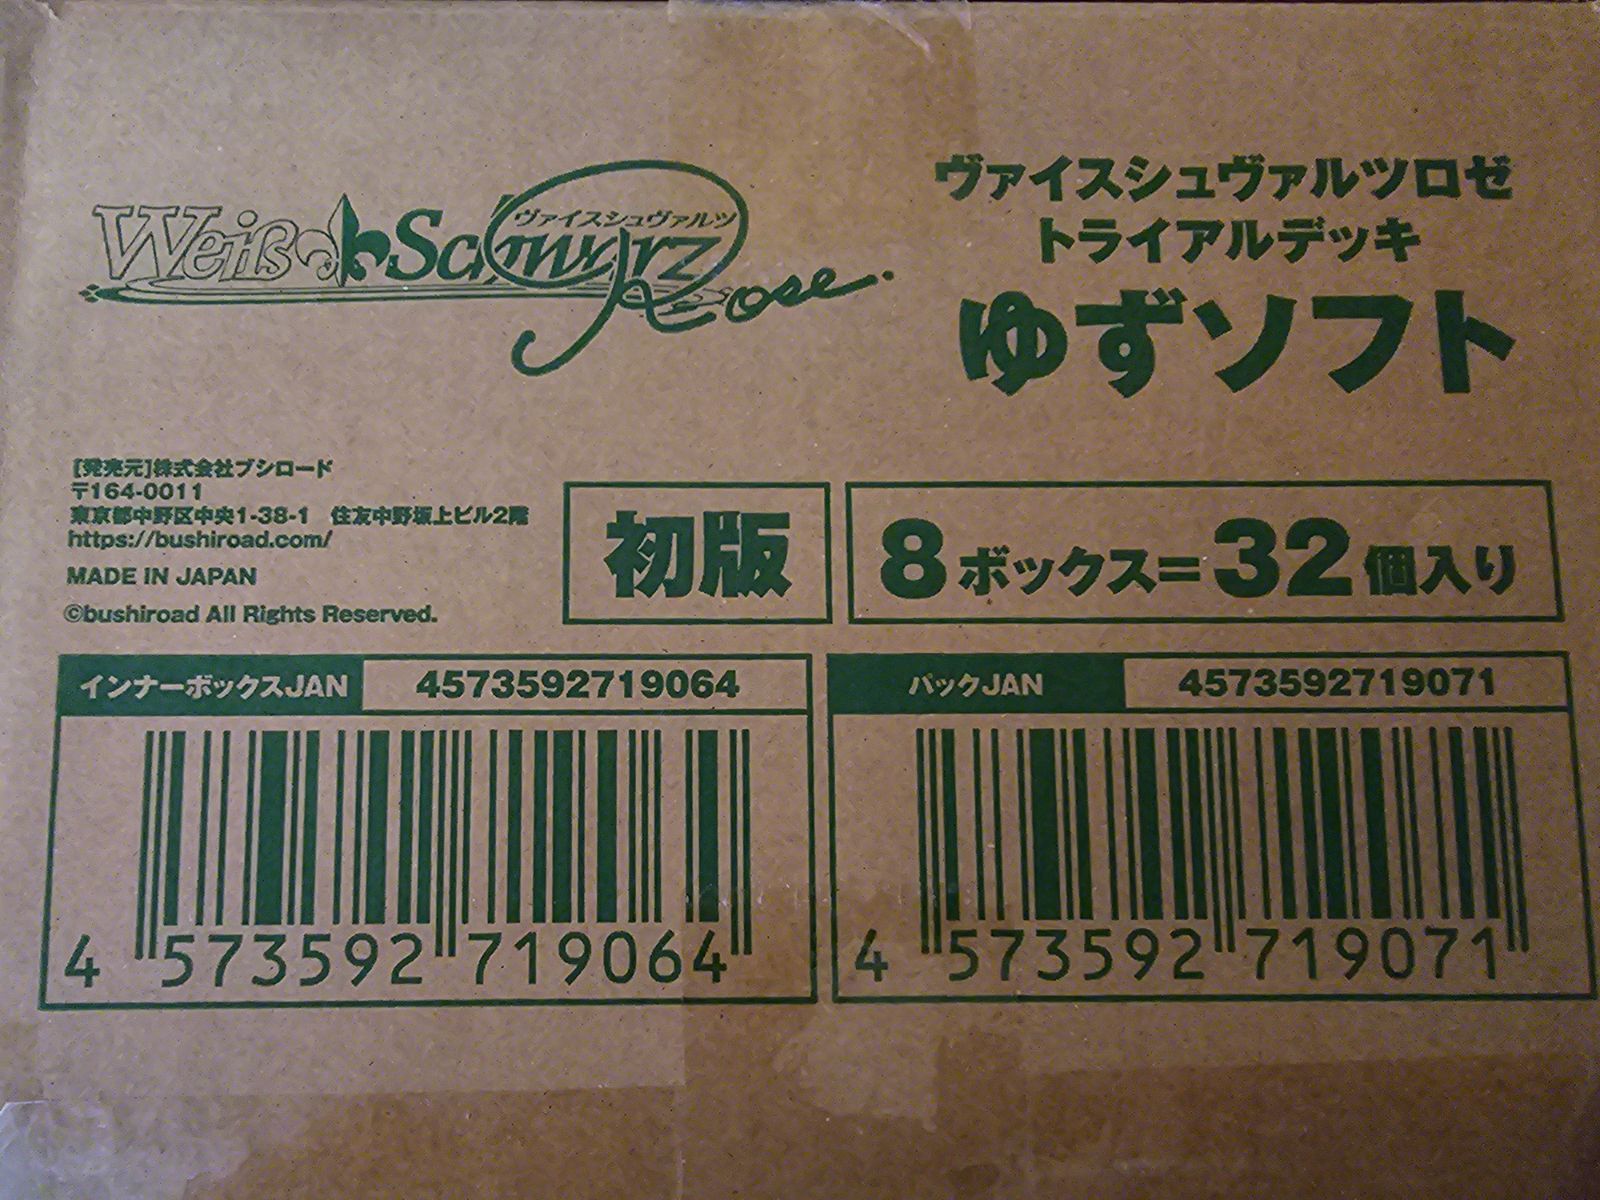 Weiß Schwarz
ヴァイスシュヴァルツ
Rose
ヴァイスシュヴァルツロゼ
トライアルデッキ
ゆずソフト
[発売元]株式会社ブシロード
〒164-0011
東京都中野区中央1-38-1 住友中野坂上ビル2階
https://bushiroad.com/
MADE IN JAPAN
©bushiroad All Rights Reserved.
初版
8ボックス=32個入り
インナーボックスJAN 4573592719064
4 573592 719064
パックJAN 4573592719071
4 573592 719071